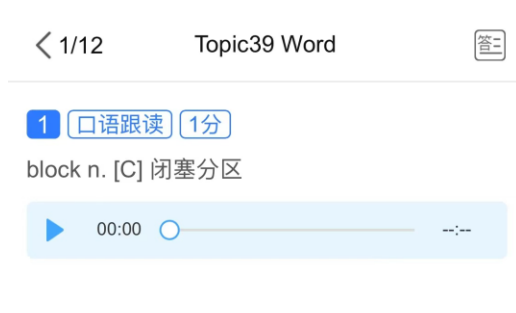 1/12 Topic39 Word 答
1 口语跟读 1分
block n. [C] 闭塞分区
00:00 --:--